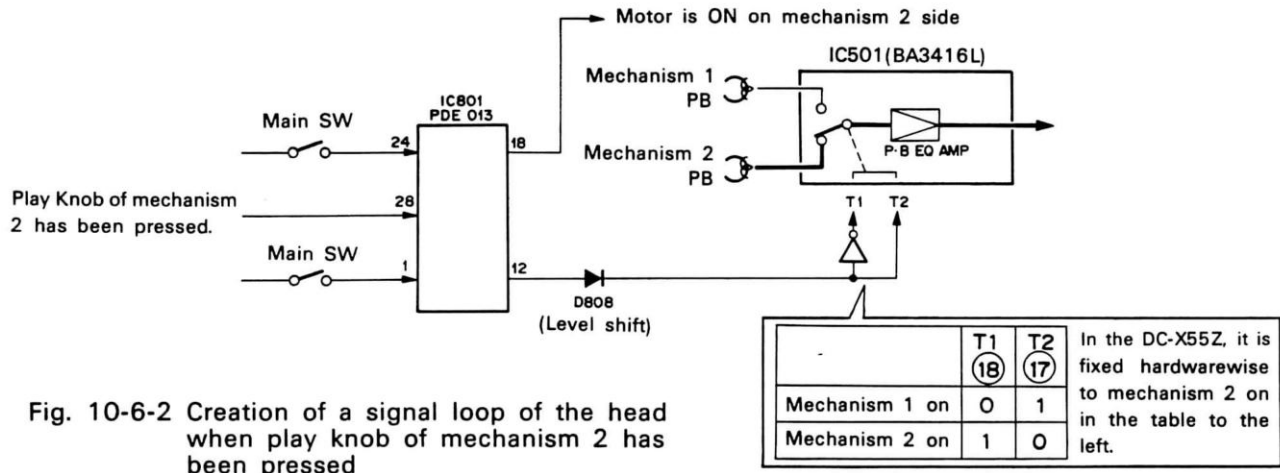 Motor is ON on mechanism 2 side
IC501(BA3416L)
Mechanism 1
PB
IC801
PDE 013
Main SW
24
18
Mechanism 2
PB
P·B EQ AMP
Play Knob of mechanism
2 has been pressed.
28
T1
T2
Main SW
1
12
D808
(Level shift)
T1
T2
18
17
Mechanism 1 on
0
1
Mechanism 2 on
1
0
In the DC-X55Z, it is
fixed hardwarewise
to mechanism 2 on
in the table to the
left.
Fig. 10-6-2 Creation of a signal loop of the head
when play knob of mechanism 2 has
been pressed